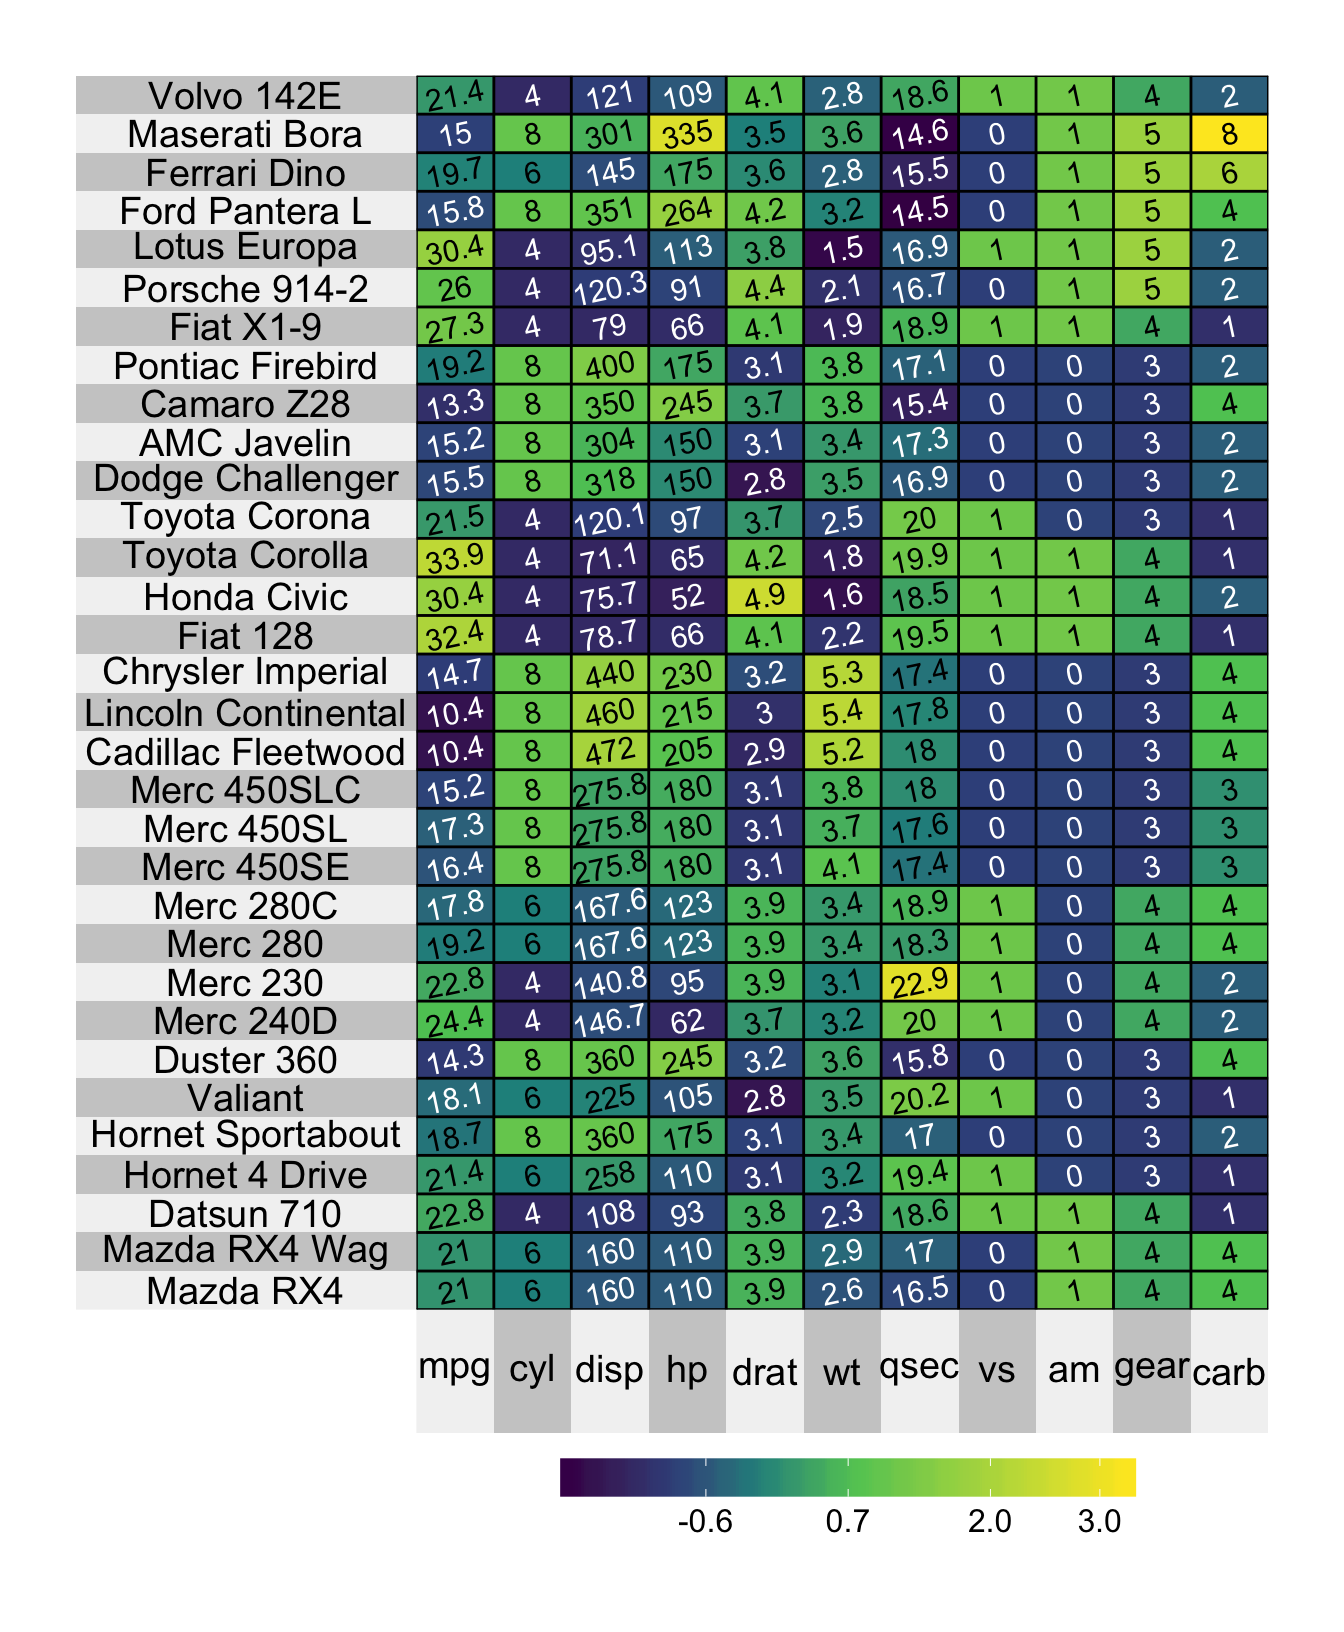 Volvo 142E 21.4 4 121 109 4.1 2.8 18.6 1 1 4 2
Maserati Bora 15 8 301 335 3.5 3.6 14.6 0 1 5 8
Ferrari Dino 19.7 6 145 175 3.6 2.8 15.5 0 1 5 6
Ford Pantera L 15.8 8 351 264 4.2 3.2 14.5 0 1 5 4
Lotus Europa 30.4 4 95.1 113 3.8 1.5 16.9 1 1 5 2
Porsche 914-2 26 4 120.3 91 4.4 2.1 16.7 0 1 5 2
Fiat X1-9 27.3 4 79 66 4.1 1.9 18.9 1 1 4 1
Pontiac Firebird 19.2 8 400 175 3.1 3.8 17.1 0 0 3 2
Camaro Z28 13.3 8 350 245 3.7 3.8 15.4 0 0 3 4
AMC Javelin 15.2 8 304 150 3.1 3.4 17.3 0 0 3 2
Dodge Challenger 15.5 8 318 150 2.8 3.5 16.9 0 0 3 2
Toyota Corona 21.5 4 120.1 97 3.7 2.5 20 1 0 3 1
Toyota Corolla 33.9 4 71.1 65 4.2 1.8 19.9 1 1 4 1
Honda Civic 30.4 4 75.7 52 4.9 1.6 18.5 1 1 4 2
Fiat 128 32.4 4 78.7 66 4.1 2.2 19.5 1 1 4 1
Chrysler Imperial 14.7 8 440 230 3.2 5.3 17.4 0 0 3 4
Lincoln Continental 10.4 8 460 215 3 5.4 17.8 0 0 3 4
Cadillac Fleetwood 10.4 8 472 205 2.9 5.2 18 0 0 3 4
Merc 450SLC 15.2 8 275.8 180 3.1 3.8 18 0 0 3 3
Merc 450SL 17.3 8 275.8 180 3.1 3.7 17.6 0 0 3 3
Merc 450SE 16.4 8 275.8 180 3.1 4.1 17.4 0 0 3 3
Merc 280C 17.8 6 167.6 123 3.9 3.4 18.9 1 0 4 4
Merc 280 19.2 6 167.6 123 3.9 3.4 18.3 1 0 4 4
Merc 230 22.8 4 140.8 95 3.9 3.1 22.9 1 0 4 2
Merc 240D 24.4 4 146.7 62 3.7 3.2 20 1 0 4 2
Duster 360 14.3 8 360 245 3.2 3.6 15.8 0 0 3 4
Valiant 18.1 6 225 105 2.8 3.5 20.2 1 0 3 1
Hornet Sportabout 18.7 8 360 175 3.1 3.4 17 0 0 3 2
Hornet 4 Drive 21.4 6 258 110 3.1 3.2 19.4 1 0 3 1
Datsun 710 22.8 4 108 93 3.8 2.3 18.6 1 1 4 1
Mazda RX4 Wag 21 6 160 110 3.9 2.9 17 0 1 4 4
Mazda RX4 21 6 160 110 3.9 2.6 16.5 0 1 4 4
mpg cyl disp hp drat wt qsec vs am gear carb
-0.6 0.7 2.0 3.0